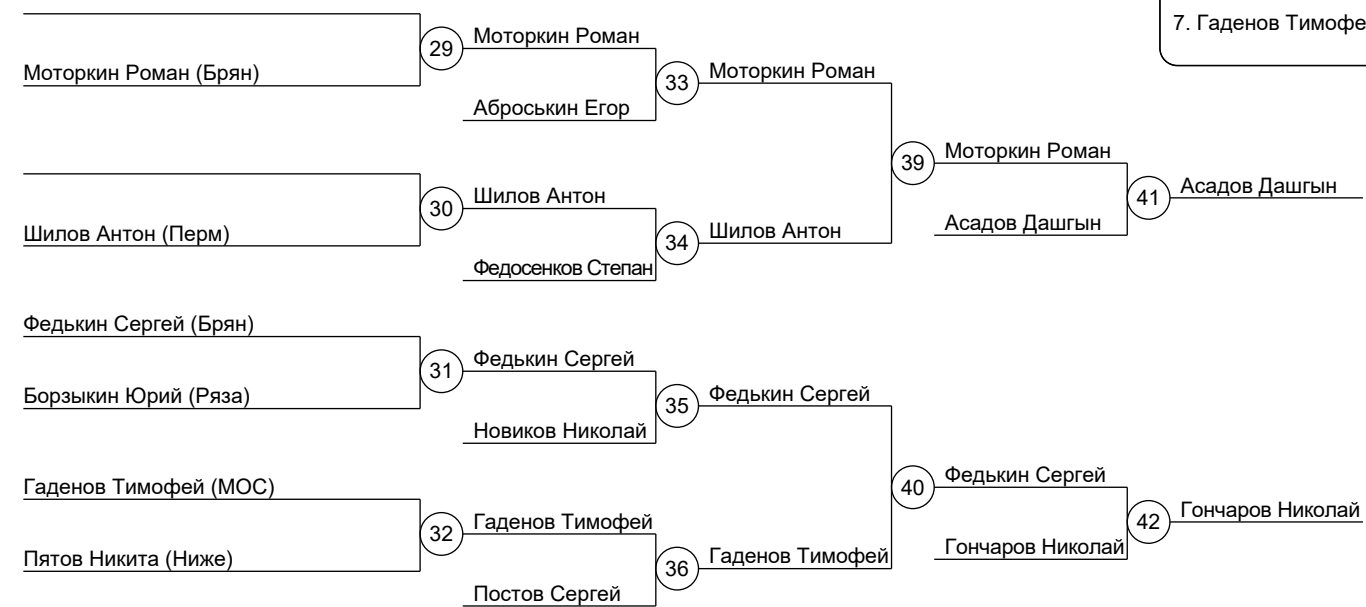 7. Гаденов Тимофе
29
Моторкин Роман
Моторкин Роман (Брян)
33
Моторкин Роман
Аброськин Егор
39
Моторкин Роман
30
Шилов Антон
41
Асадов Дашгын
Шилов Антон (Перм)
34
Шилов Антон
Асадов Дашгын
Федосенков Степан
Федькин Сергей (Брян)
31
Федькин Сергей
Борзыкин Юрий (Ряза)
35
Федькин Сергей
Новиков Николай
40
Федькин Сергей
Гаденов Тимофей (МОС)
32
Гаденов Тимофей
42
Гончаров Николай
Пятов Никита (Ниже)
36
Гаденов Тимофей
Гончаров Николай
Постов Сергей